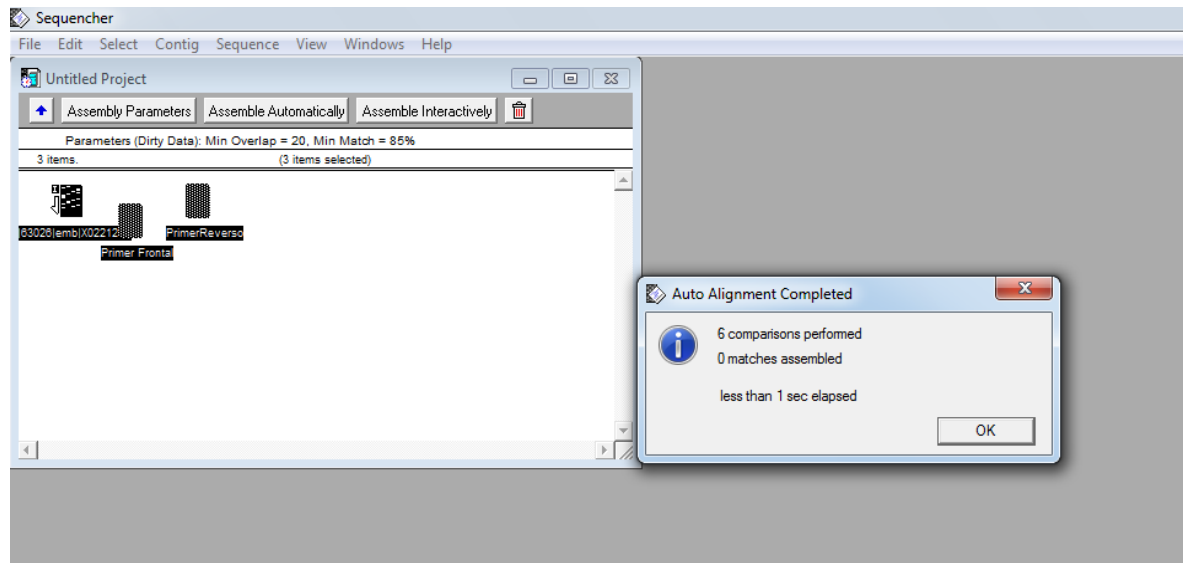 Sequencher
File Edit Select Contig Sequence View Windows Help
Untitled Project
Assembly Parameters Assemble Automatically Assemble Interactively
Parameters (Dirty Data): Min Overlap = 20, Min Match = 85%
3 items. (3 items selected)
|63026|emb|X02212 PrimerReverso
Primer Frontal
Auto Alignment Completed
6 comparisons performed
0 matches assembled
less than 1 sec elapsed
OK